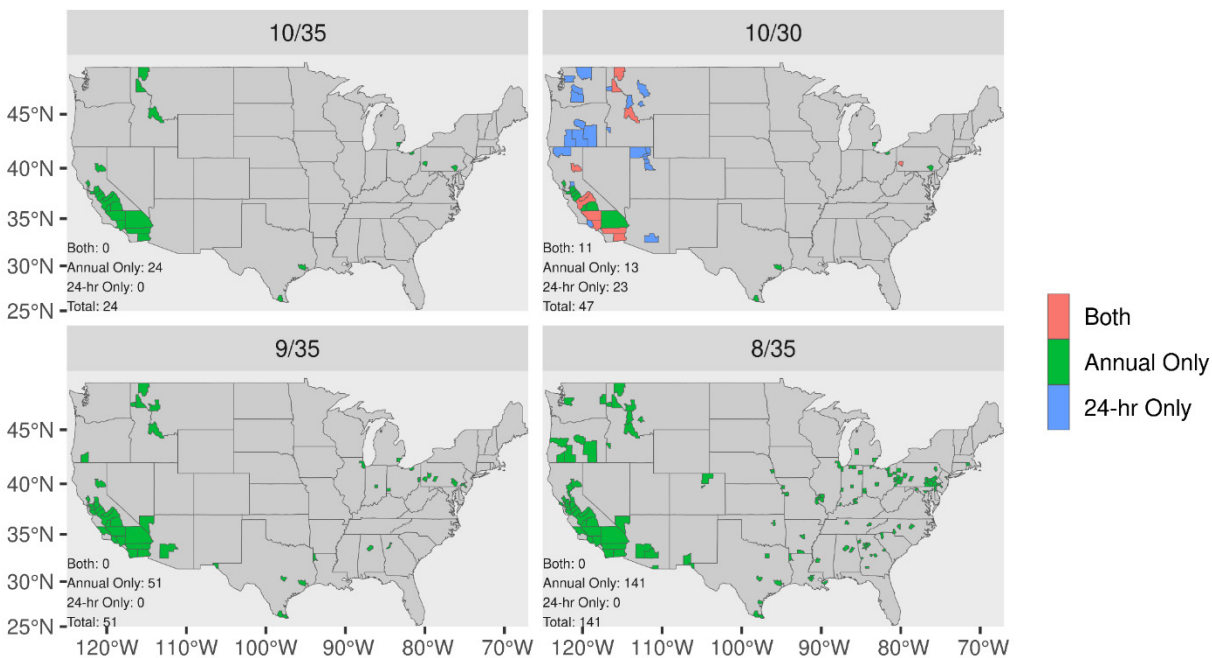 10/35
10/30
45°N
40°N
35°N
30°N
25°N
Both: 0
Annual Only: 24
24-hr Only: 0
Total: 24
Both: 11
Annual Only: 13
24-hr Only: 23
Total: 47
9/35
8/35
45°N
40°N
35°N
30°N
25°N
Both: 0
Annual Only: 51
24-hr Only: 0
Total: 51
Both: 0
Annual Only: 141
24-hr Only: 0
Total: 141
120°W 110°W 100°W 90°W 80°W 70°W
120°W 110°W 100°W 90°W 80°W 70°W
Both
Annual Only
24-hr Only